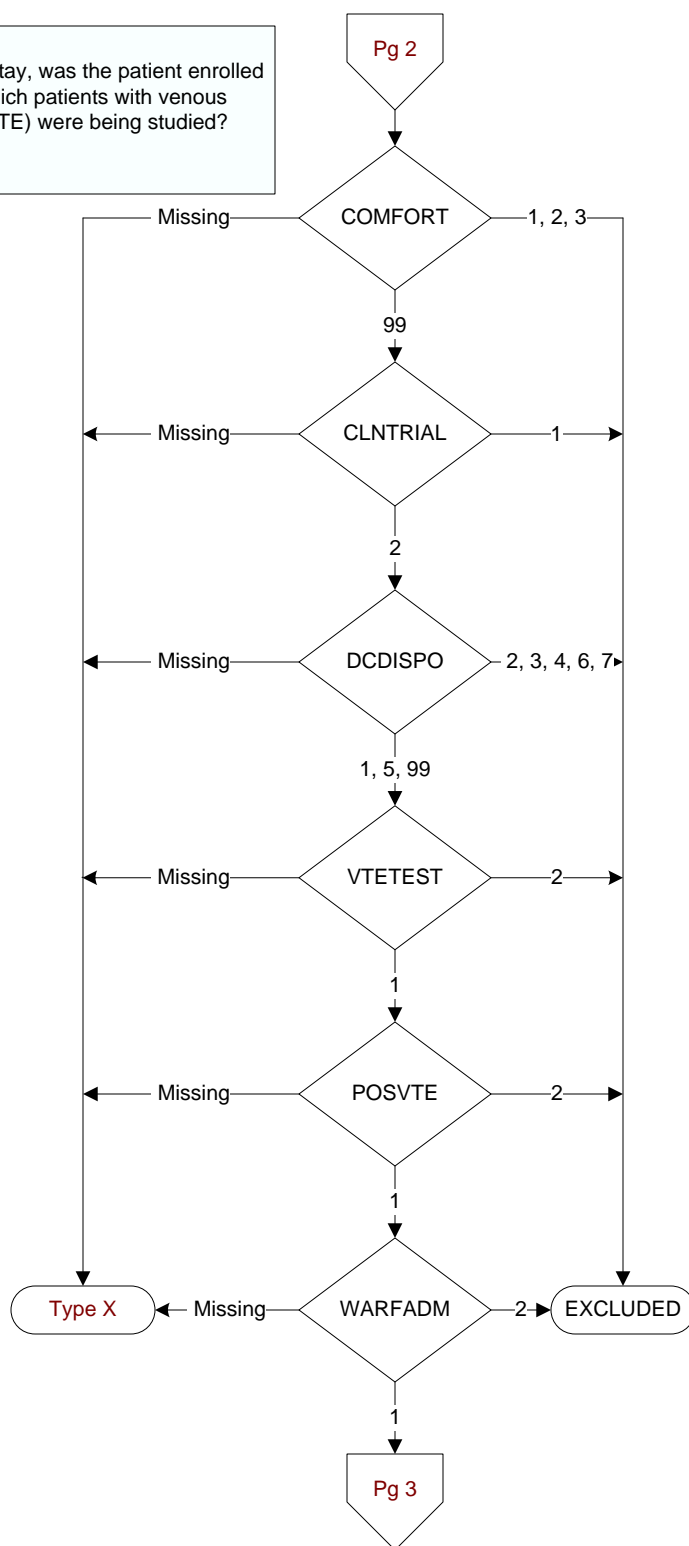 Pg 2
tay, was the patient enrolled
ich patients with venous
TE) were being studied?
Missing COMFORT 1, 2, 3
99
Missing CLNTRIAL 1
2
Missing DCDISPO 2, 3, 4, 6, 7
1, 5, 99
Missing VTETEST 2
1
Missing POSVTE 2
1
Type X Missing WARFADM 2 EXCLUDED
1
Pg 3